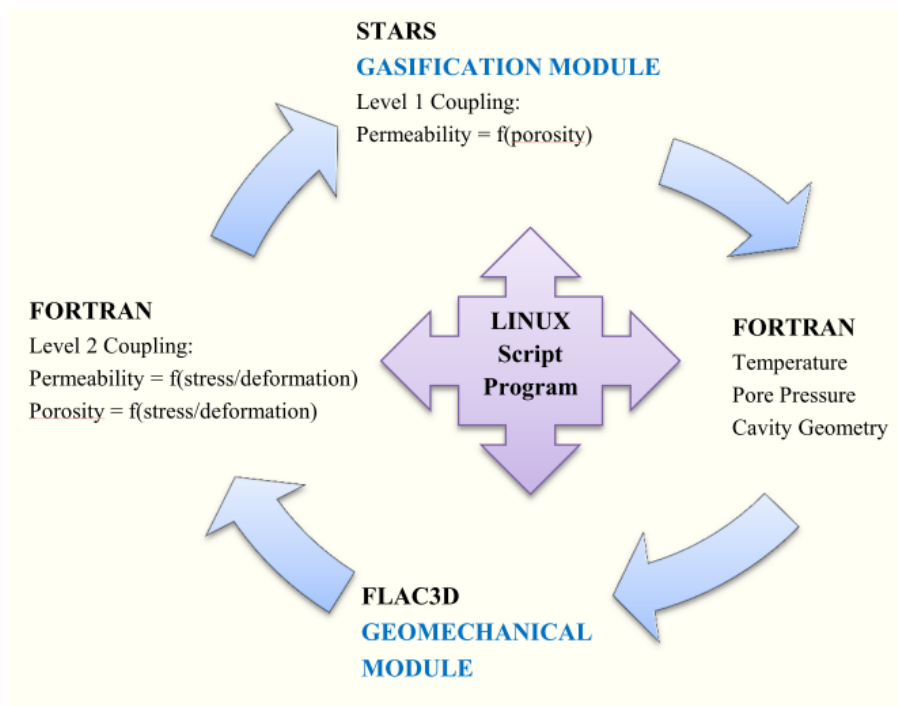 STARS
GASIFICATION MODULE
Level 1 Coupling:
Permeability = f(porosity)
FORTRAN
Level 2 Coupling:
Permeability = f(stress/deformation)
Porosity = f(stress/deformation)
LINUX
Script
Program
FORTRAN
Temperature
Pore Pressure
Cavity Geometry
FLAC3D
GEOMECHANICAL
MODULE